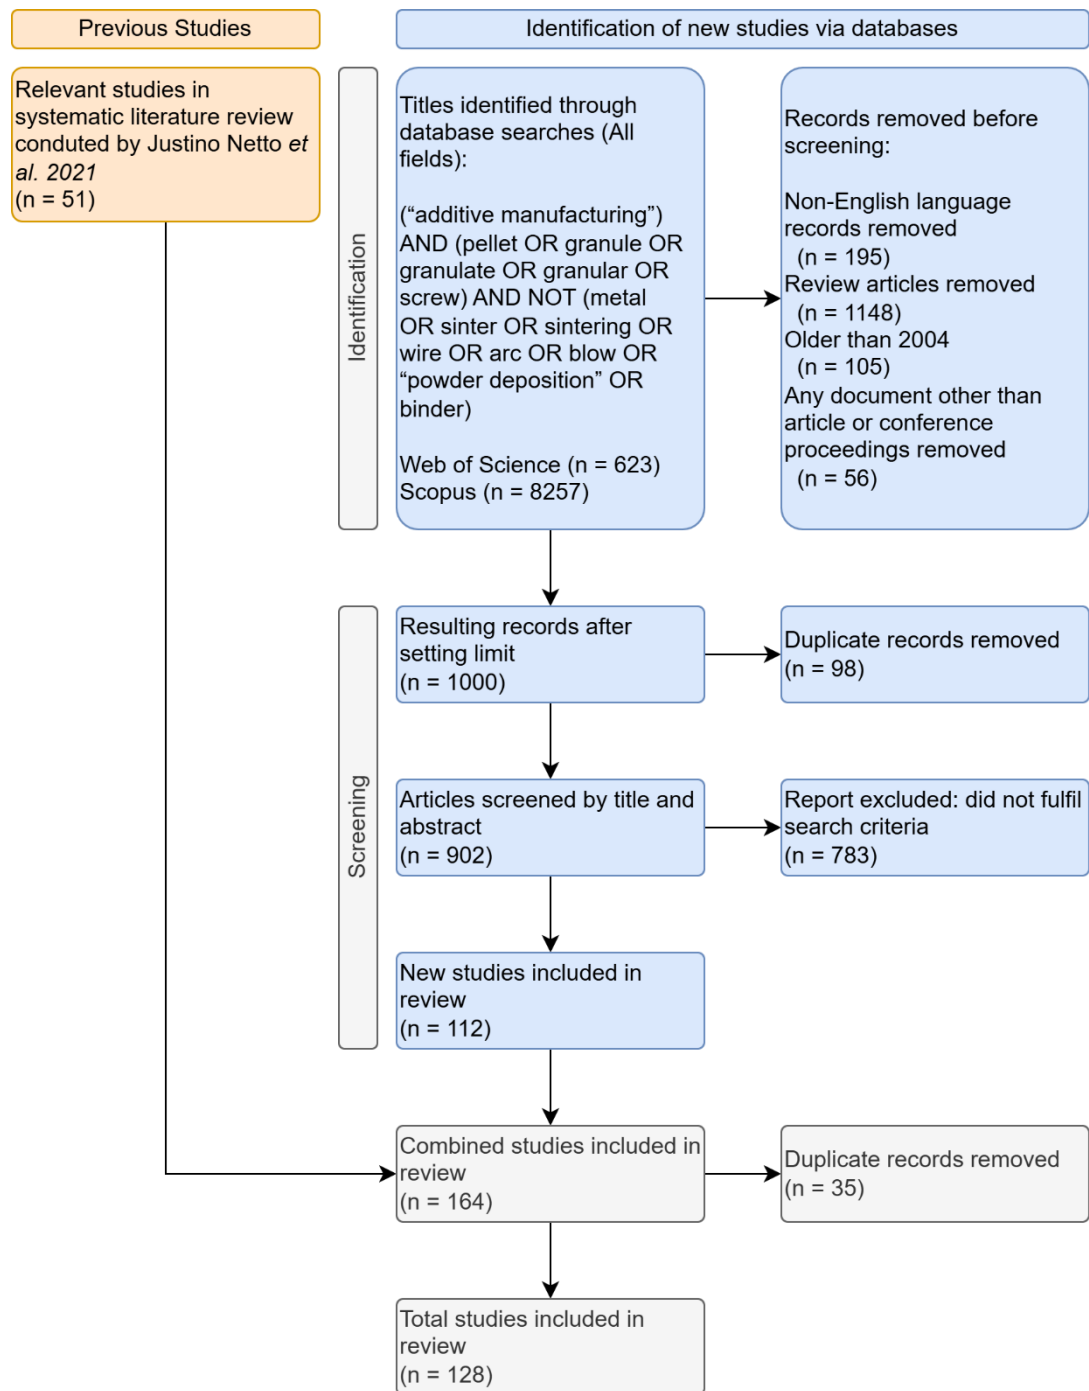 Previous Studies
Identification of new studies via databases
Relevant studies in
systematic literature review
conduted by Justino Netto et
al. 2021
(n = 51)
Identification
Titles identified through
database searches (All
fields):
(“additive manufacturing”)
AND (pellet OR granule OR
granulate OR granular OR
screw) AND NOT (metal
OR sinter OR sintering OR
wire OR arc OR blow OR
“powder deposition” OR
binder)
Web of Science (n = 623)
Scopus (n = 8257)
Records removed before
screening:
Non-English language
records removed
(n = 195)
Review articles removed
(n = 1148)
Older than 2004
(n = 105)
Any document other than
article or conference
proceedings removed
(n = 56)
Screening
Resulting records after
setting limit
(n = 1000)
Duplicate records removed
(n = 98)
Articles screened by title and
abstract
(n = 902)
Report excluded: did not fulfil
search criteria
(n = 783)
New studies included in
review
(n = 112)
Combined studies included in
review
(n = 164)
Duplicate records removed
(n = 35)
Total studies included in
review
(n = 128)